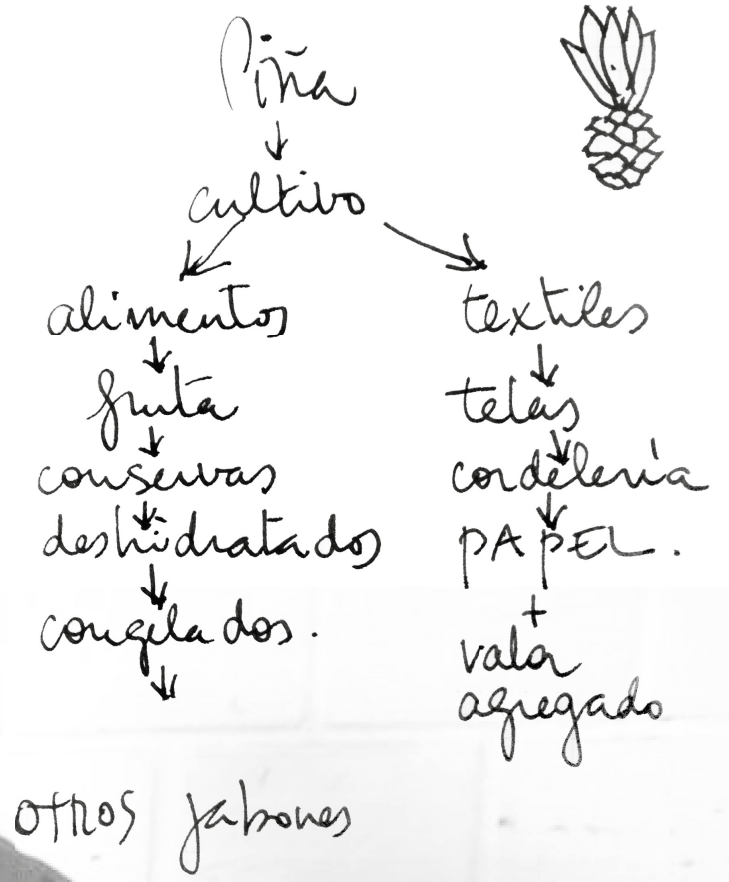 Piña
cultivo
alimentos
fruta
conservas
deshidratados
congelados.
textiles
telas
cordelería
PAPEL.
+
valor
agregado
otros jabones